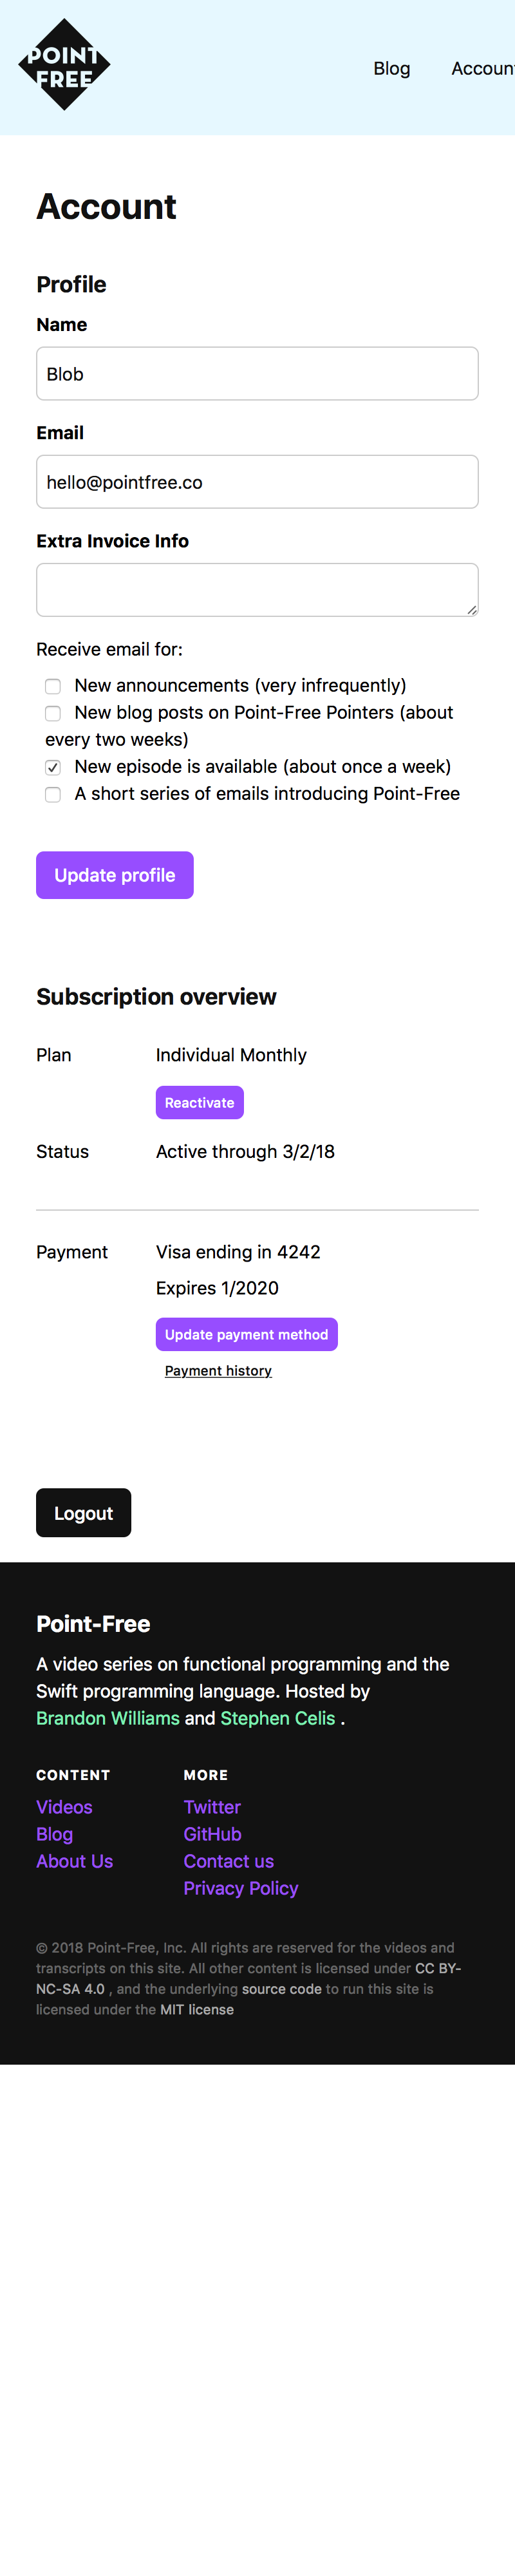 POINT
FREE
Blog
Account
Account
Profile
Name
Blob
Email
hello@pointfree.co
Extra Invoice Info
Receive email for:
New announcements (very infrequently)
New blog posts on Point-Free Pointers (about
every two weeks)
New episode is available (about once a week)
A short series of emails introducing Point-Free
Update profile
Subscription overview
Plan
Individual Monthly
Reactivate
Status
Active through 3/2/18
Payment
Visa ending in 4242
Expires 1/2020
Update payment method
Payment history
Logout
Point-Free
A video series on functional programming and the
Swift programming language. Hosted by
Brandon Williams and Stephen Celis .
CONTENT
Videos
Blog
About Us
MORE
Twitter
GitHub
Contact us
Privacy Policy
© 2018 Point-Free, Inc. All rights are reserved for the videos and
transcripts on this site. All other content is licensed under CC BY-
NC-SA 4.0 , and the underlying source code to run this site is
licensed under the MIT license